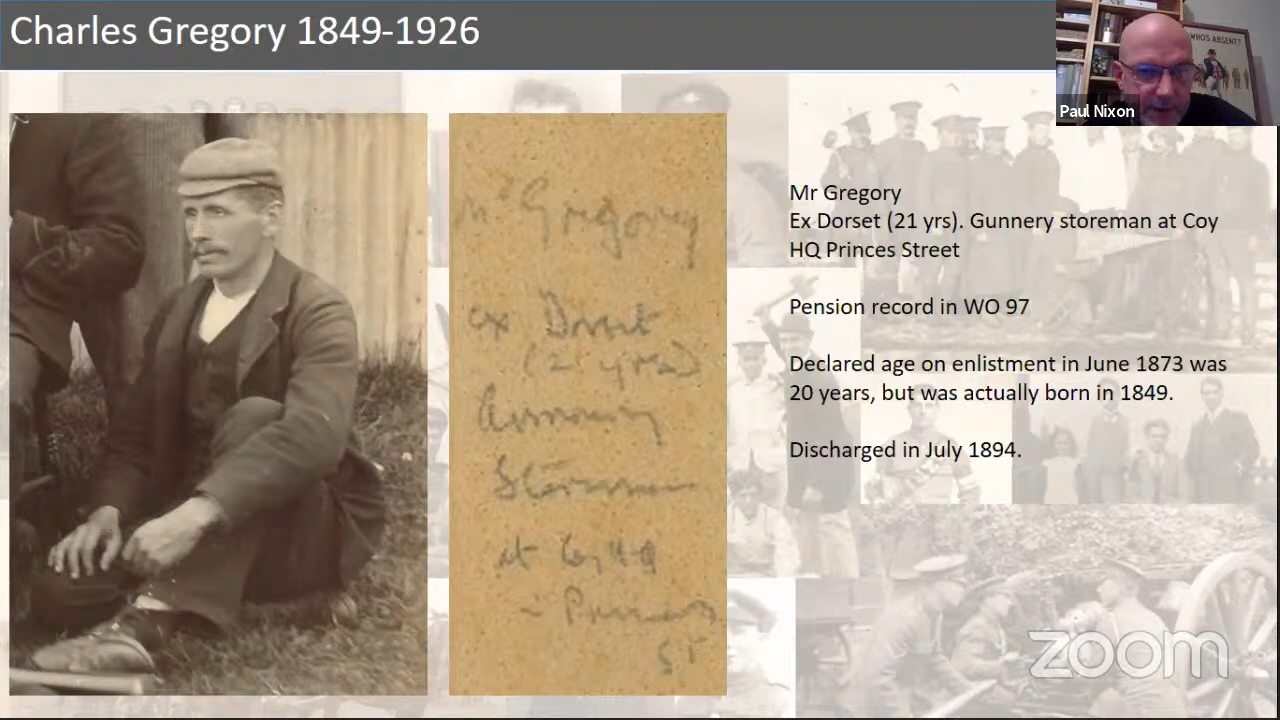 Charles Gregory 1849-1926
WHO'S ABSENT?
Paul Nixon
Mr Gregory
ex Dorset
(21 yrs)
Storeman
at Coy HQ
- Princes
St
Mr Gregory
Ex Dorset (21 yrs). Gunnery storeman at Coy
HQ Princes Street
Pension record in WO 97
Declared age on enlistment in June 1873 was
20 years, but was actually born in 1849.
Discharged in July 1894.
zoom